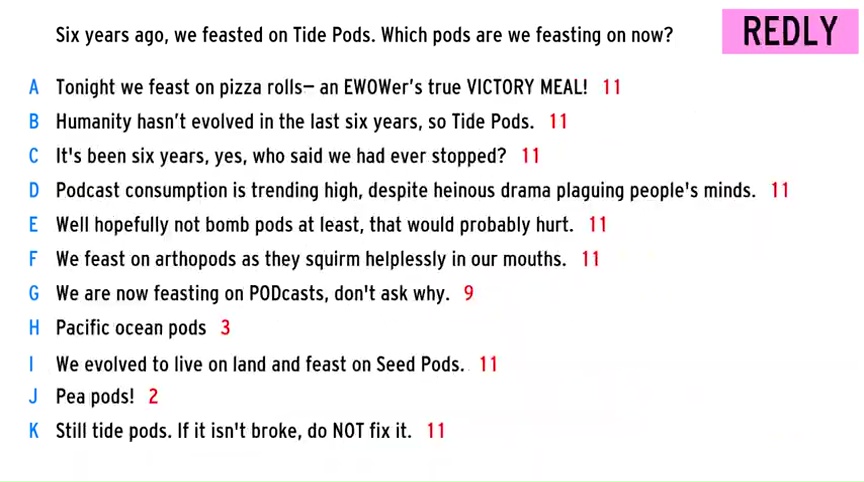 Six years ago, we feasted on Tide Pods. Which pods are we feasting on now?
REDLY
A Tonight we feast on pizza rolls— an EWOWer's true VICTORY MEAL! 11
B Humanity hasn't evolved in the last six years, so Tide Pods. 11
C It's been six years, yes, who said we had ever stopped? 11
D Podcast consumption is trending high, despite heinous drama plaguing people's minds. 11
E Well hopefully not bomb pods at least, that would probably hurt. 11
F We feast on arthopods as they squirm helplessly in our mouths. 11
G We are now feasting on PODcasts, don't ask why. 9
H Pacific ocean pods 3
I We evolved to live on land and feast on Seed Pods. 11
J Pea pods! 2
K Still tide pods. If it isn't broke, do NOT fix it. 11